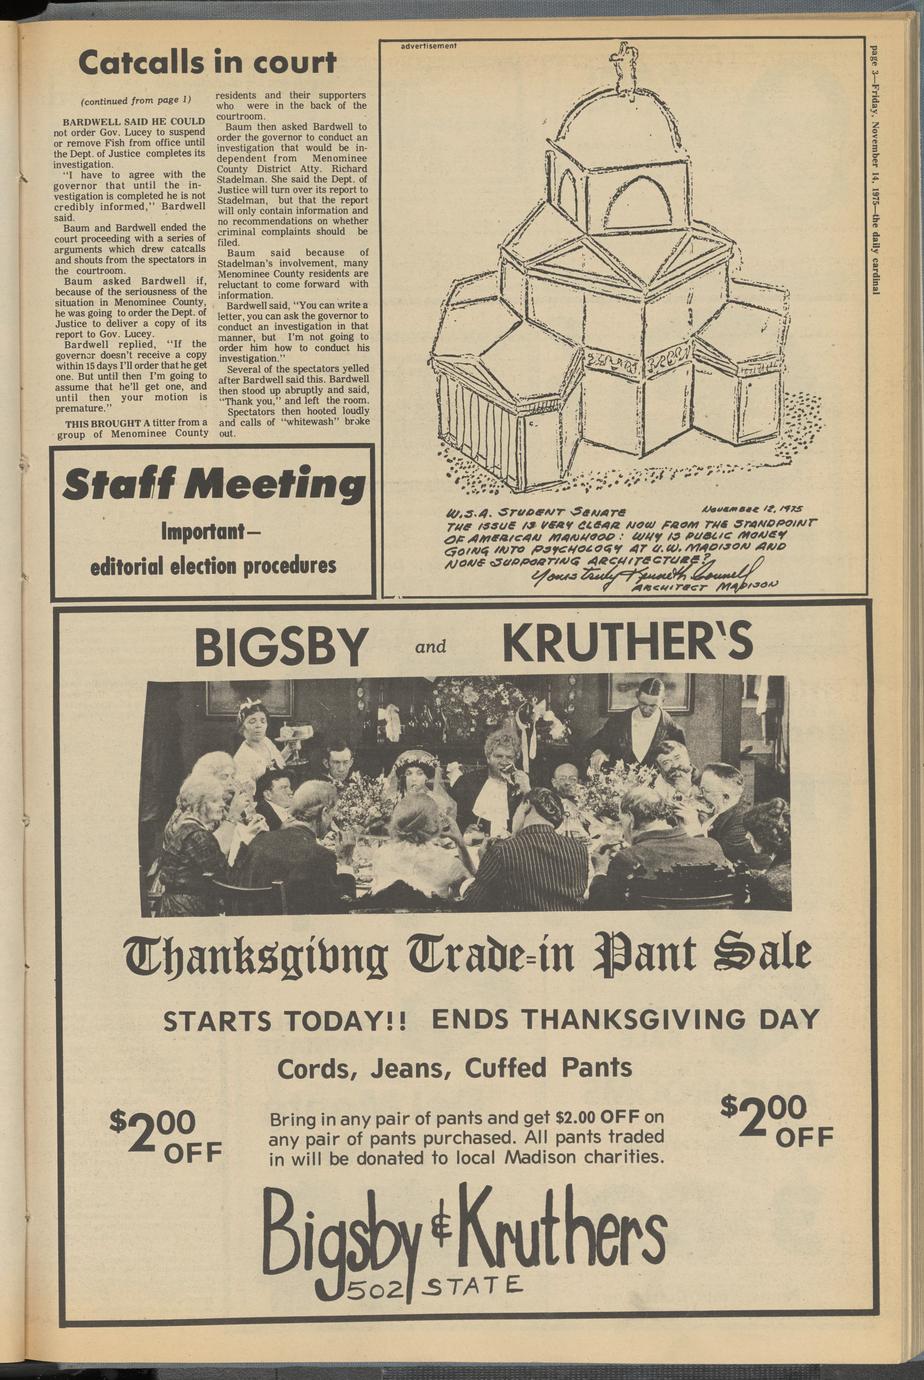 Catcalls in court
(continued from page 1)
BARDWELL SAID HE COULD
not order Gov. Lucey to suspend
or remove Fish from office until
the Dept. of Justice completes its
investigation.
"I have to agree with the
governor that until the in-
vestigation is completed he is not
credibly informed," Bardwell
said.
Baum and Bardwell ended the
court proceeding with a series of
arguments which drew catcalls
and shouts from the spectators in
the courtroom.
Baum asked Bardwell if,
because of the seriousness of the
situation in Menominee County,
he was going to order the Dept. of
Justice to deliver a copy of its
report to Gov. Lucey.
Bardwell replied, "If the
governor doesn't receive a copy
within 15 days I'll order that he get
one. But until then I'm going to
assume that he'll get one, and
until then your motion is
premature."
THIS BROUGHT A titter from a
group of Menominee County
residents and their supporters
who were in the back of the
courtroom.
Baum then asked Bardwell to
order the governor to conduct an
investigation that would be in-
dependent from Menominee
County District Atty. Richard
Stadelman. She said the Dept. of
Justice will turn over its report to
Stadelman, but that the report
will only contain information and
no recommendations on whether
criminal complaints should be
filed.
Baum said because of
Stadelman's involvement, many
Menominee County residents are
reluctant to come forward with
information.
Bardwell said, "You can write a
letter, you can ask the governor to
conduct an investigation in that
manner, but I'm not going to
order him how to conduct his
investigation."
Several of the spectators yelled
after Bardwell said this. Bardwell
then stood up abruptly and said,
"Thank you," and left the room.
Spectators then hooted loudly
and calls of "whitewash" broke
out.
Staff Meeting
Important—
editorial election procedures
advertisement
W.S.A. STUDENT SENATE NOVEMBER 12, 1975
THE ISSUE IS VERY CLEAR NOW FROM THE STANDPOINT
OF AMERICAN MANHOOD: WHY IS PUBLIC MONEY
GOING INTO PSYCHOLOGY AT U.W. MADISON AND
NONE SUPPORTING ARCHITECTURE?
Yours truly Kenneth
ARCHITECT MADISON
page 3—Friday, November 14, 1975—the daily cardinal
BIGSBY and KRUTHER'S
Thanksgivng Trade-in Pant Sale
STARTS TODAY!! ENDS THANKSGIVING DAY
Cords, Jeans, Cuffed Pants
$2.00 OFF
Bring in any pair of pants and get $2.00 OFF on
any pair of pants purchased. All pants traded
in will be donated to local Madison charities.
$2.00 OFF
Bigsby & Kruthers
502 STATE